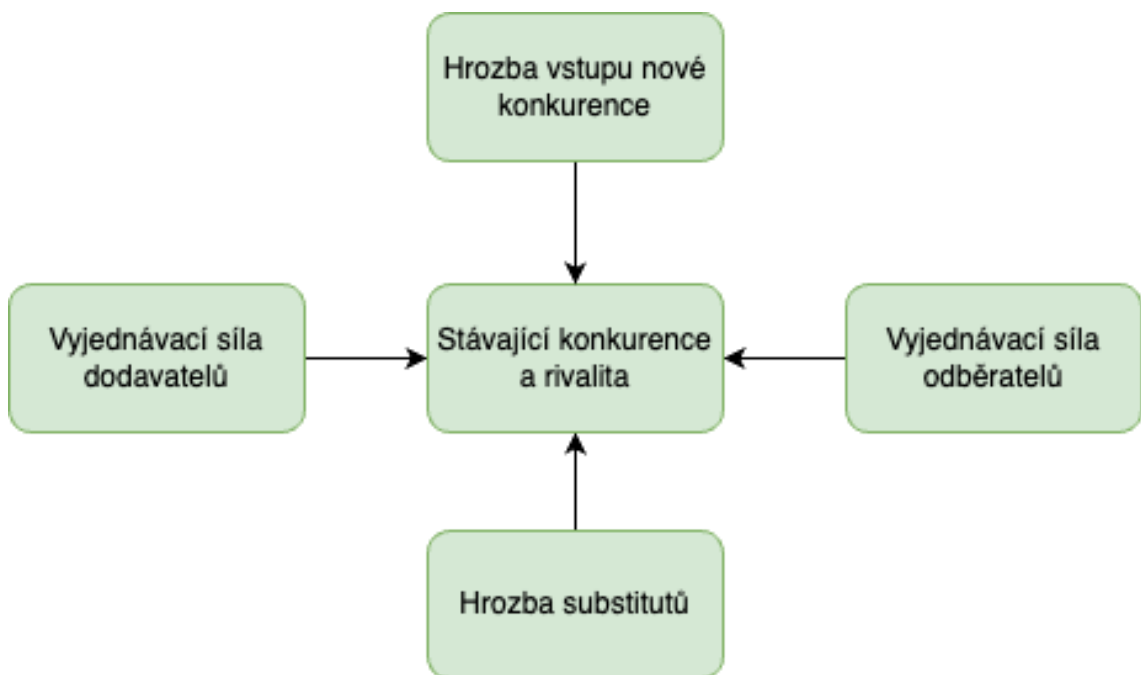 Hrozba vstupu nové
konkurence
Vyjednávací síla
dodavatelů
Stávající konkurence
a rivalita
Vyjednávací síla
odběratelů
Hrozba substitutů